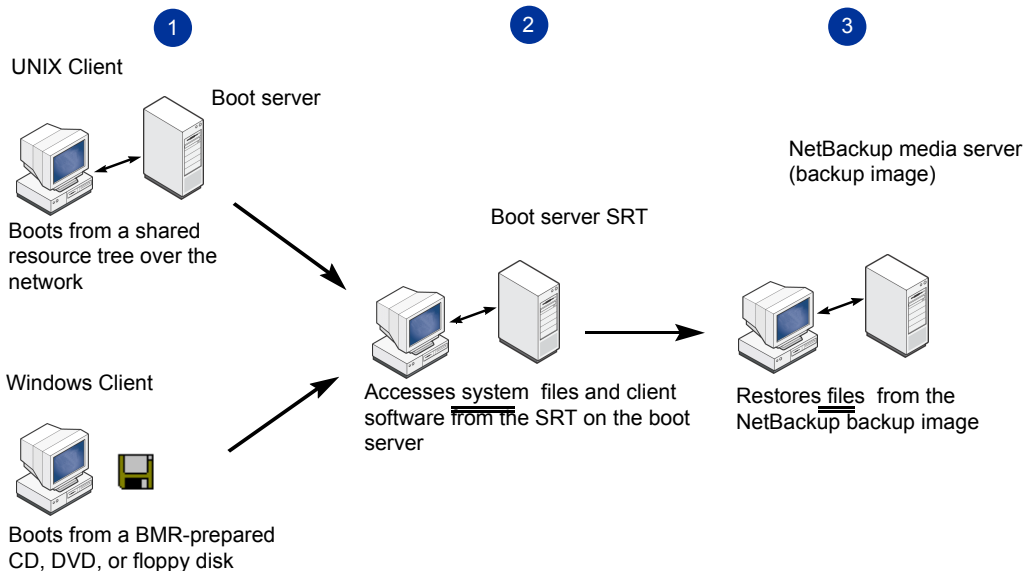 1
2
3
UNIX Client
Boot server
Boots from a shared
resource tree over the
network
Windows Client
Boots from a BMR-prepared
CD, DVD, or floppy disk
Boot server SRT
Accesses system files and client
software from the SRT on the boot
server
NetBackup media server
(backup image)
Restores files from the
NetBackup backup image